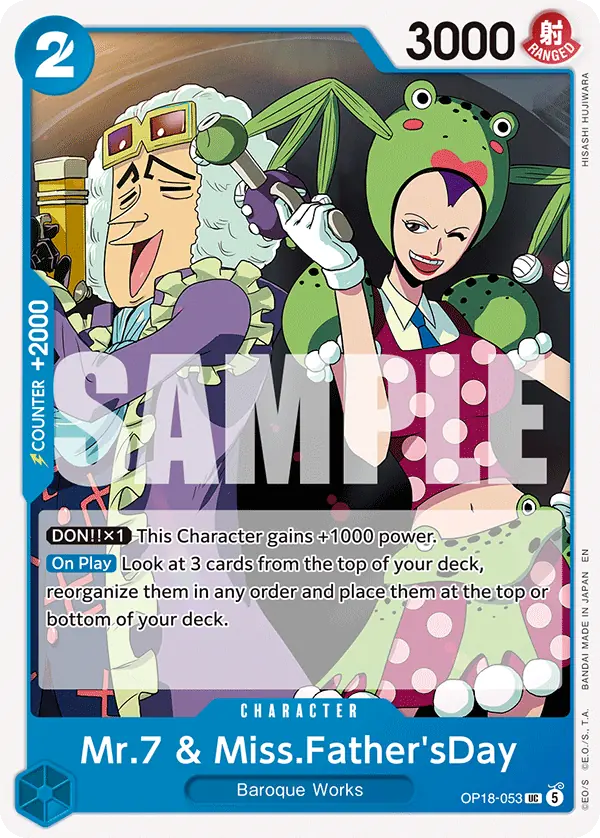 2
3000
射
RANGED
HISASHI HUJIWARA
COUNTER +2000
SAMPLE
DON!!×1 This Character gains +1000 power.
On Play Look at 3 cards from the top of your deck,
reorganize them in any order and place them at the top or
bottom of your deck.
CHARACTER
Mr.7 & Miss.Father'sDay
Baroque Works
OP18-053 UC 5
©E.O/S ©E.O./S., T.A. BANDAI MADE IN JAPAN EN